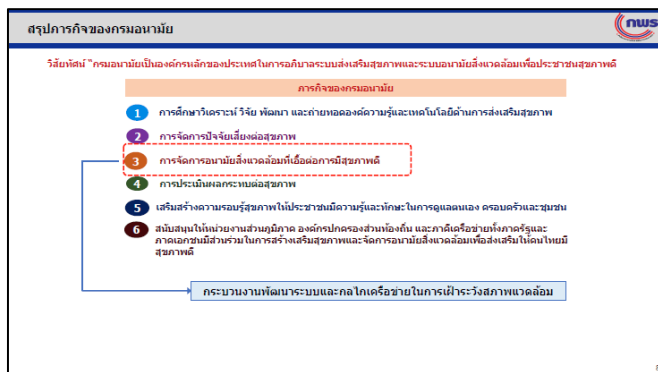 สรุปภารกิจของกรมอนามัย
กพร
วิสัยทัศน์ "กรมอนามัยเป็นองค์กรหลักของประเทศในการอภิบาลระบบส่งเสริมสุขภาพและระบบอนามัยสิ่งแวดล้อมเพื่อประชาชนสุขภาพดี
ภารกิจของกรมอนามัย
1 การศึกษาวิเคราะห์ วิจัย พัฒนา และถ่ายทอดองค์ความรู้และเทคโนโลยีด้านการส่งเสริมสุขภาพ
2 การจัดการปัจจัยเสี่ยงต่อสุขภาพ
3 การจัดการอนามัยสิ่งแวดล้อมที่เอื้อต่อการมีสุขภาพดี
4 การประเมินผลกระทบต่อสุขภาพ
5 เสริมสร้างความรอบรู้สุขภาพให้ประชาชนมีความรู้และทักษะในการดูแลตนเอง ครอบครัวและชุมชน
6 สนับสนุนให้หน่วยงานส่วนภูมิภาค องค์กรปกครองส่วนท้องถิ่น และภาคีเครือข่ายทั้งภาครัฐและ
ภาคเอกชนมีส่วนร่วมในการสร้างเสริมสุขภาพและจัดการอนามัยสิ่งแวดล้อมเพื่อส่งเสริมให้คนไทยมี
สุขภาพดี
กระบวนงานพัฒนาระบบและกลไกเครือข่ายในการเฝ้าระวังสภาพแวดล้อม